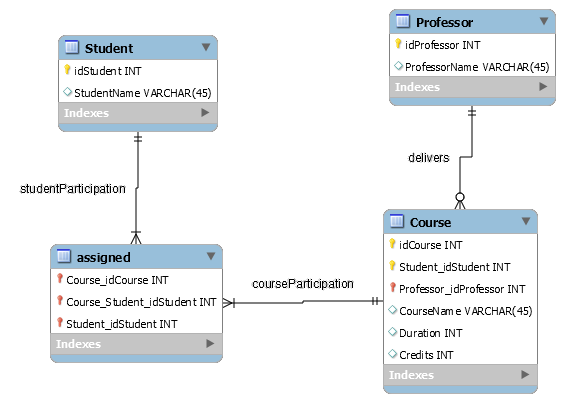 Student
idStudent INT
StudentName VARCHAR(45)
Indexes
Professor
idProfessor INT
ProfessorName VARCHAR(45)
Indexes
delivers
studentParticipation
assigned
Course_idCourse INT
Course_Student_idStudent INT
Student_idStudent INT
Indexes
courseParticipation
Course
idCourse INT
Student_idStudent INT
Professor_idProfessor INT
CourseName VARCHAR(45)
Duration INT
Credits INT
Indexes